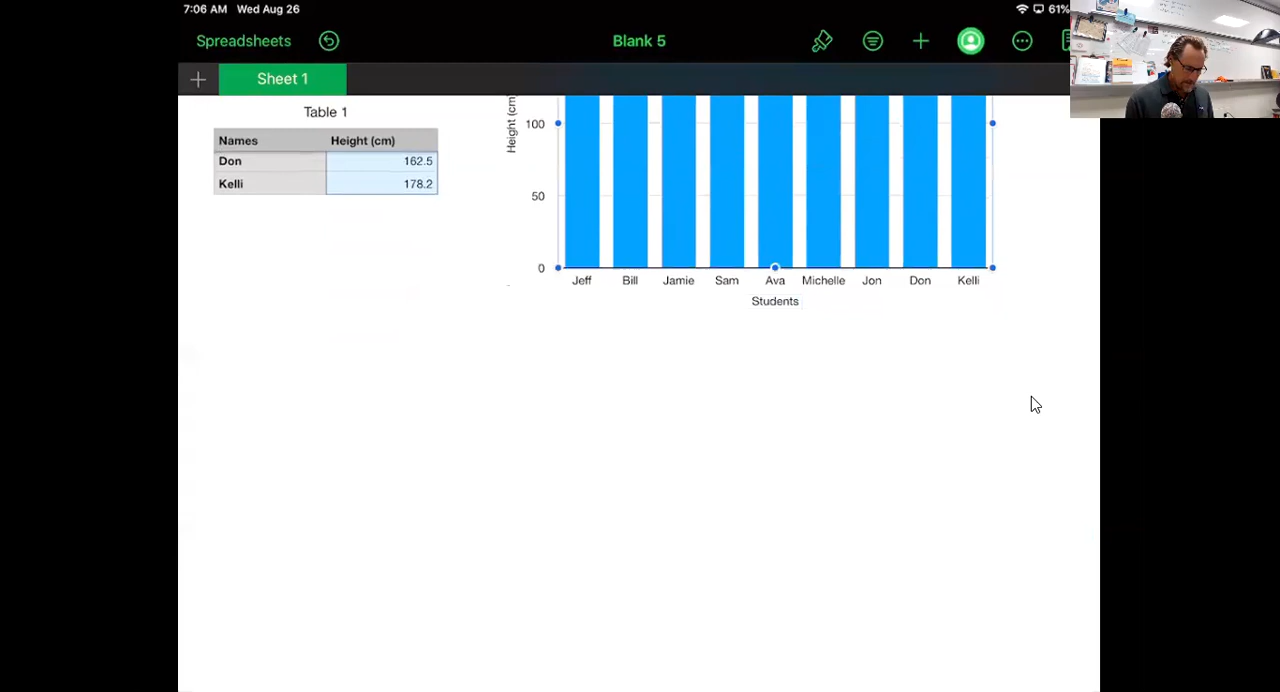 7:06 AM Wed Aug 26
61%
Spreadsheets
Blank 5
Sheet 1
Table 1
Names Height (cm)
Don 162.5
Kelli 178.2
Height (cm
100
50
0
Jeff Bill Jamie Sam Ava Michelle Jon Don Kelli
Students